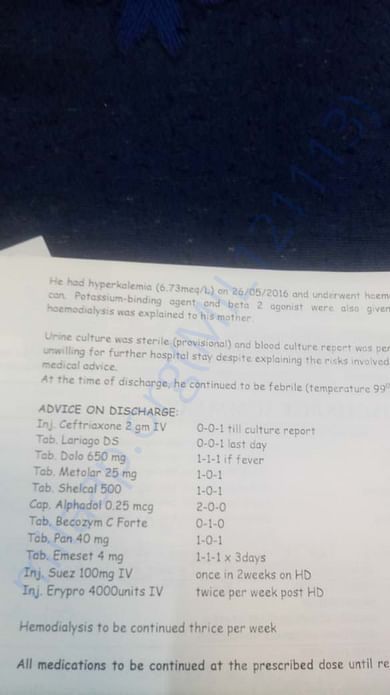 He had hyperkalemia (6.73meq/L) on 26/05/2016 and underwent haem
can. Potassium-binding agent and beta 2 agonist were also given
haemodialysis was explained to his mother.
Urine culture was sterile (provisional) and blood culture report was per
unwilling for further hospital stay despite explaining the risks involved
medical advice.
At the time of discharge, he continued to be febrile (temperature 99°
ADVICE ON DISCHARGE:
Inj. Ceftriaxone 2 gm IV 0-0-1 till culture report
Tab. Lariago DS 0-0-1 last day
Tab. Dolo 650 mg 1-1-1 if fever
Tab. Metolar 25 mg 1-0-1
Tab. Shelcal 500 1-0-1
Cap. Alphadol 0.25 mcg 2-0-0
Tab. Becozym C Forte 0-1-0
Tab. Pan 40 mg 1-0-1
Tab. Emeset 4 mg 1-1-1 x 3days
Inj. Suez 100mg IV once in 2weeks on HD
Inj. Erypro 4000units IV twice per week post HD
Hemodialysis to be continued thrice per week
All medications to be continued at the prescribed dose until re